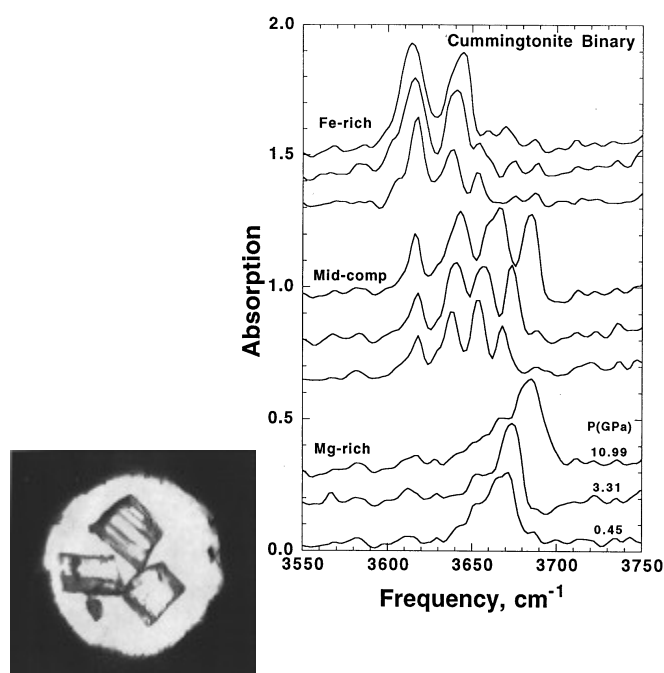 2.0
Cummingtonite Binary
Fe-rich
1.5
Mid-comp
1.0
Absorption
0.5
P(GPa)
Mg-rich
10.99
3.31
0.45
0.0
3550 3600 3650 3700 3750
Frequency, cm-1